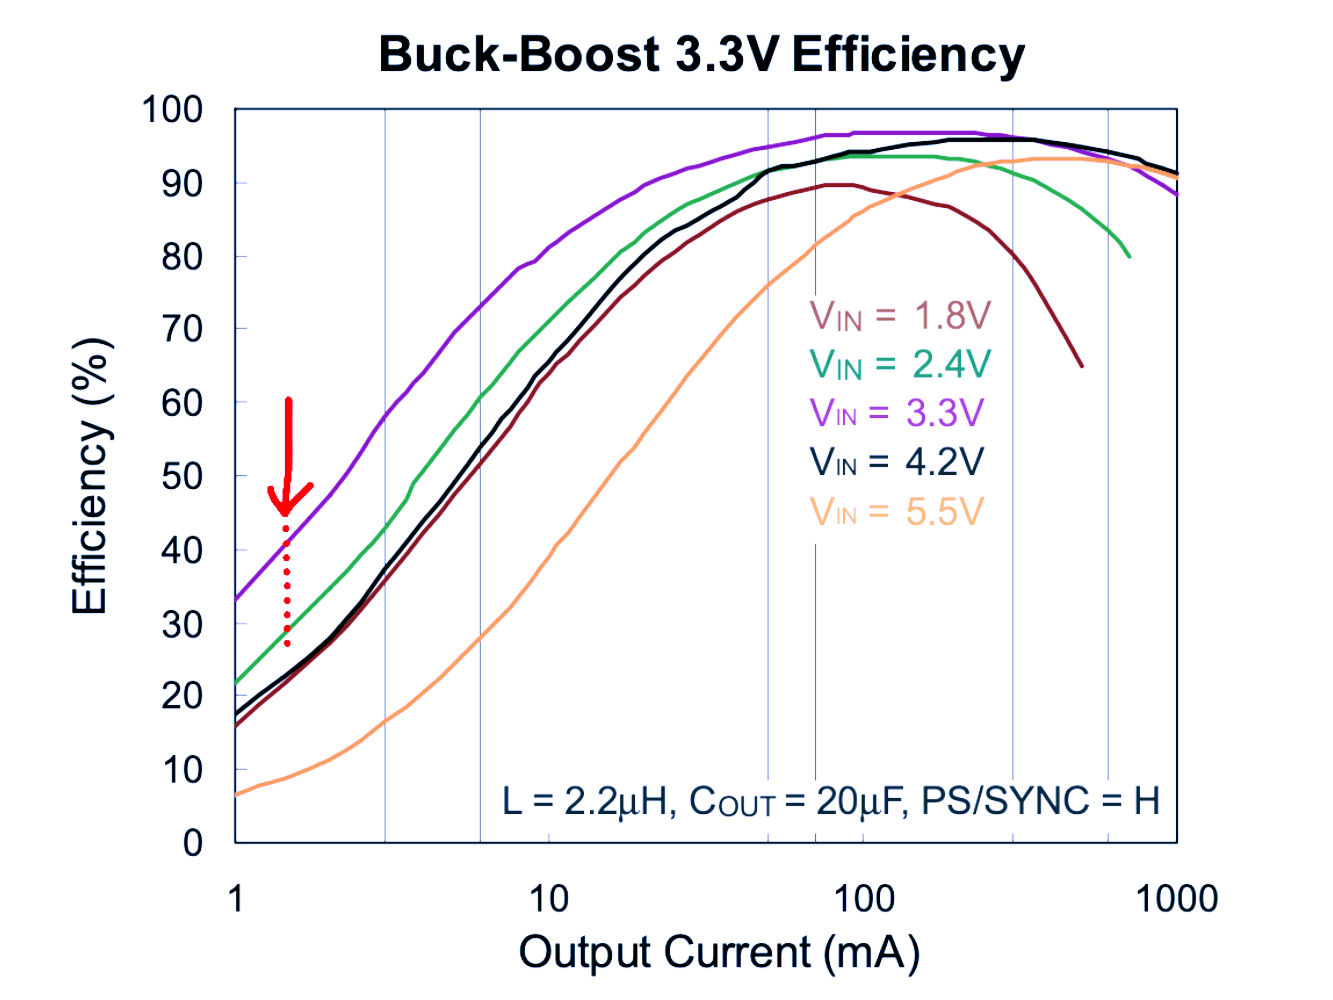 Buck-Boost 3.3V Efficiency
100
90
80
70
60
50
40
30
20
10
0
Efficiency (%)
VIN = 1.8V
VIN = 2.4V
VIN = 3.3V
VIN = 4.2V
VIN = 5.5V
L = 2.2μH, COUT = 20μF, PS/SYNC = H
1 10 100 1000
Output Current (mA)